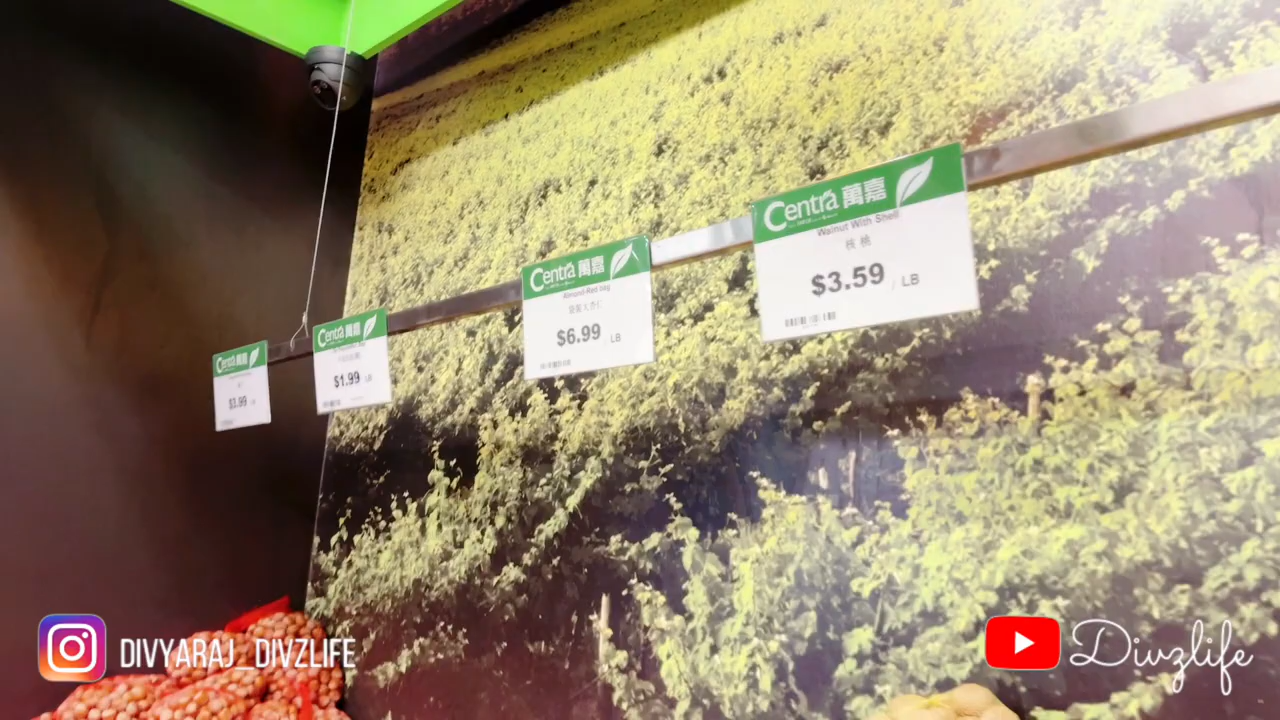 Centra 萬嘉
$3.99
Centra 萬嘉
$1.99 LB
Centra 萬嘉
Almond-Red bag
$6.99 LB
Centra 萬嘉
Walnut With Shell
核桃
$3.59 / LB
DIVYARAJ_DIVZLIFE
Divzlife